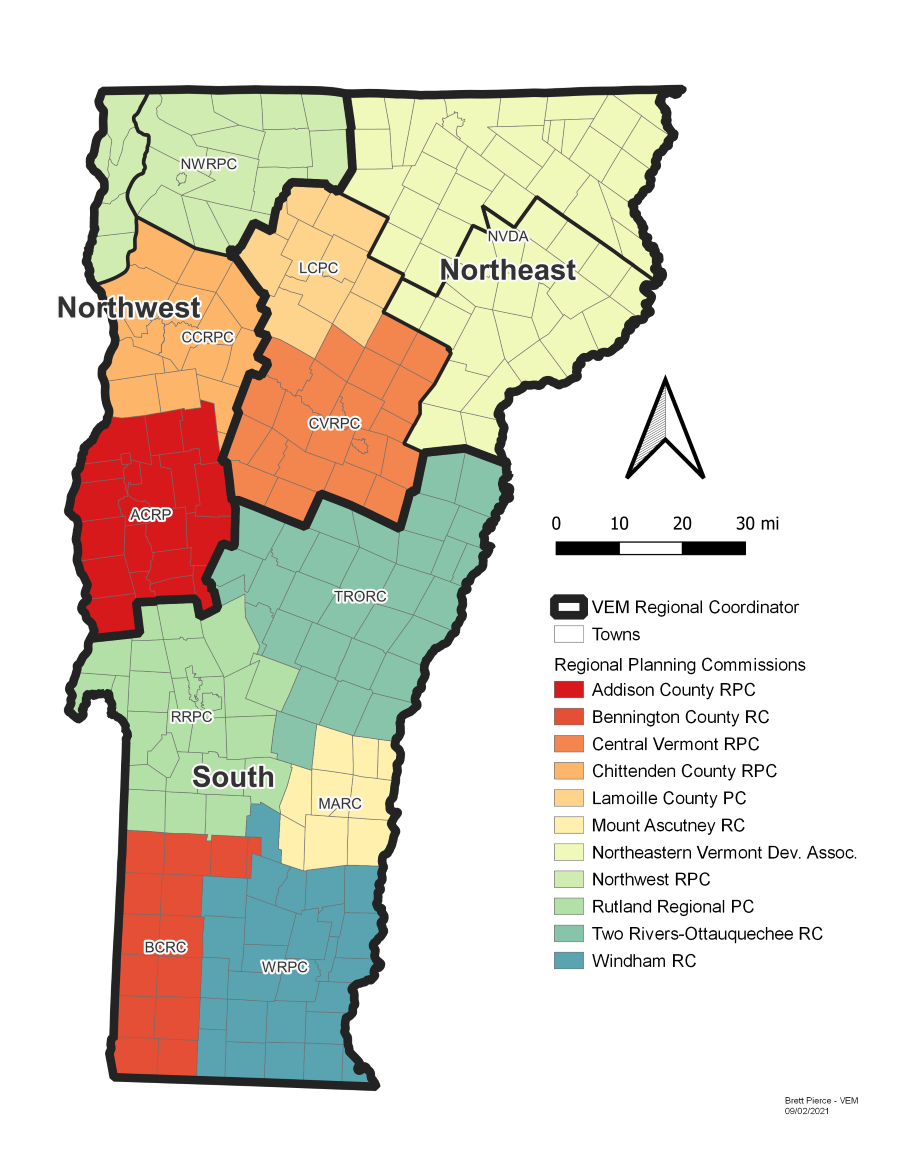 NWRPC
NVDA
LCPC
Northeast
Northwest
CCRPC
CVRPC
ACRP
TRORC
RRPC
South
MARC
BCRC
WRPC
0 10 20 30 mi
VEM Regional Coordinator
Towns
Regional Planning Commissions
Addison County RPC
Bennington County RC
Central Vermont RPC
Chittenden County RPC
Lamoille County PC
Mount Ascutney RC
Northeastern Vermont Dev. Assoc.
Northwest RPC
Rutland Regional PC
Two Rivers-Ottauquechee RC
Windham RC
Brett Pierce - VEM
09/02/2021